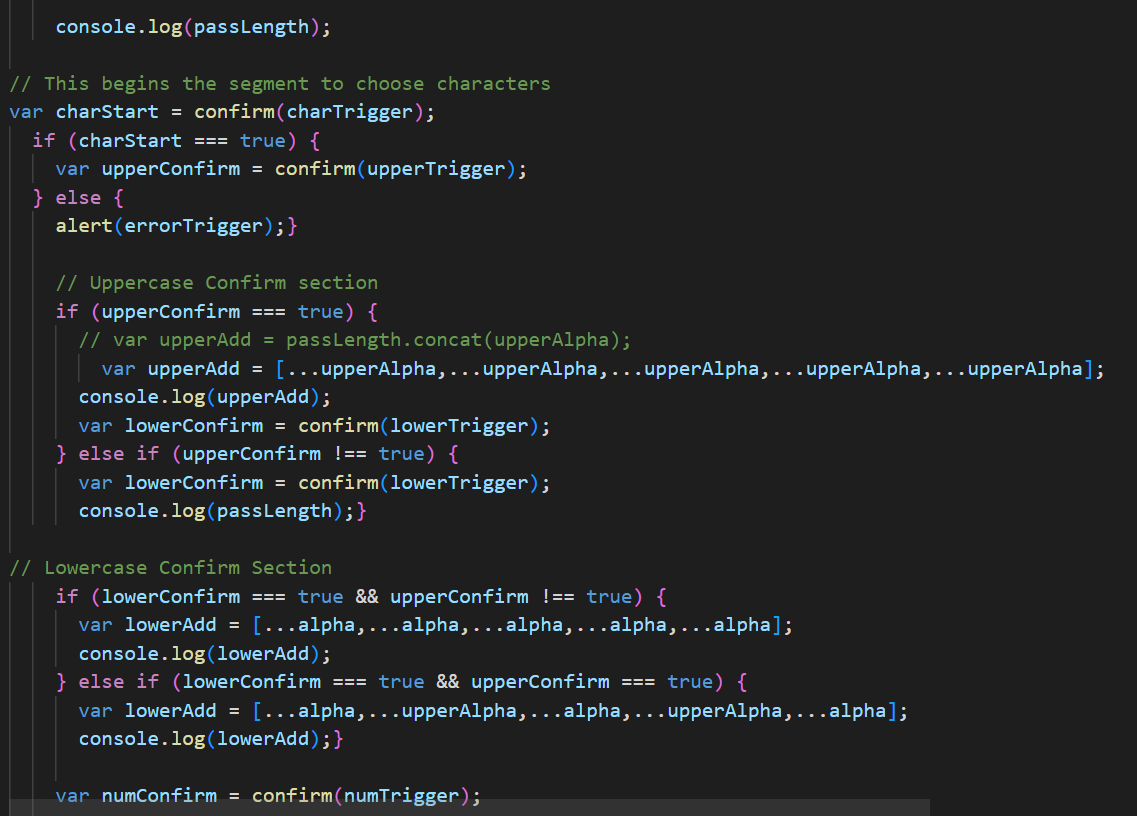 console.log(passLength);
// This begins the segment to choose characters
var charStart = confirm(charTrigger);
if (charStart === true) {
var upperConfirm = confirm(upperTrigger);
} else {
alert(errorTrigger);}
// Uppercase Confirm section
if (upperConfirm === true) {
// var upperAdd = passLength.concat(upperAlpha);
var upperAdd = [...upperAlpha,...upperAlpha,...upperAlpha,...upperAlpha,...upperAlpha];
console.log(upperAdd);
var lowerConfirm = confirm(lowerTrigger);
} else if (upperConfirm !== true) {
var lowerConfirm = confirm(lowerTrigger);
console.log(passLength);}
// Lowercase Confirm Section
if (lowerConfirm === true && upperConfirm !== true) {
var lowerAdd = [...alpha,...alpha,...alpha,...alpha,...alpha];
console.log(lowerAdd);
} else if (lowerConfirm === true && upperConfirm === true) {
var lowerAdd = [...alpha,...upperAlpha,...alpha,...upperAlpha,...alpha];
console.log(lowerAdd);}
var numConfirm = confirm(numTrigger);